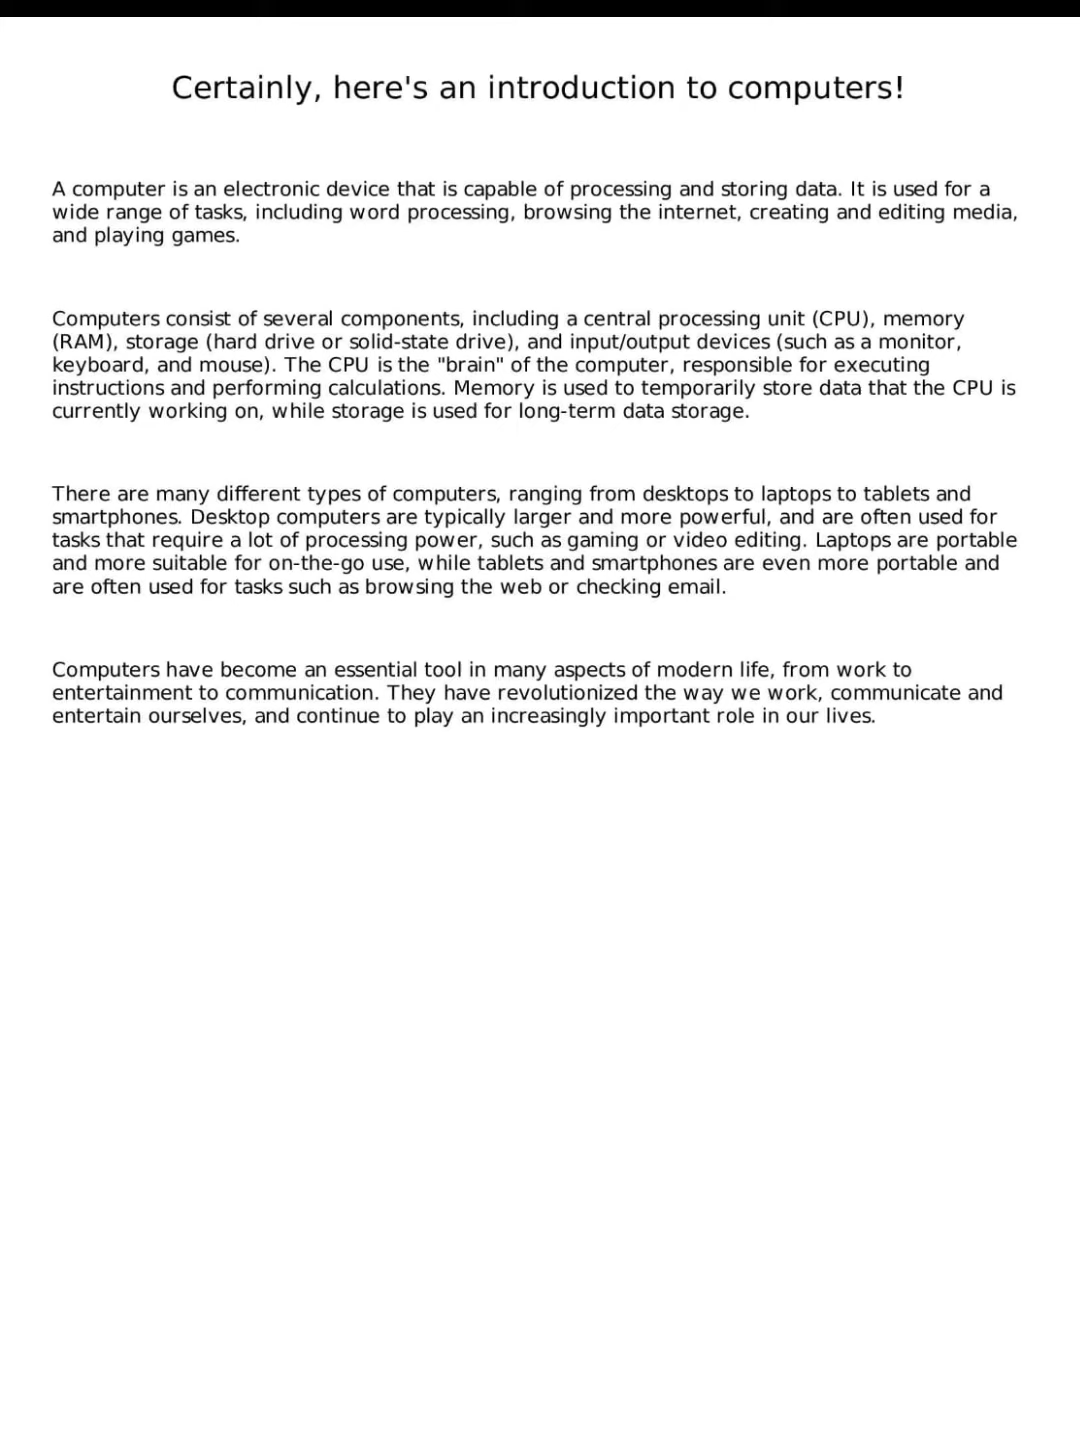 Certainly, here's an introduction to computers!
A computer is an electronic device that is capable of processing and storing data. It is used for a
wide range of tasks, including word processing, browsing the internet, creating and editing media,
and playing games.
Computers consist of several components, including a central processing unit (CPU), memory
(RAM), storage (hard drive or solid-state drive), and input/output devices (such as a monitor,
keyboard, and mouse). The CPU is the "brain" of the computer, responsible for executing
instructions and performing calculations. Memory is used to temporarily store data that the CPU is
currently working on, while storage is used for long-term data storage.
There are many different types of computers, ranging from desktops to laptops to tablets and
smartphones. Desktop computers are typically larger and more powerful, and are often used for
tasks that require a lot of processing power, such as gaming or video editing. Laptops are portable
and more suitable for on-the-go use, while tablets and smartphones are even more portable and
are often used for tasks such as browsing the web or checking email.
Computers have become an essential tool in many aspects of modern life, from work to
entertainment to communication. They have revolutionized the way we work, communicate and
entertain ourselves, and continue to play an increasingly important role in our lives.